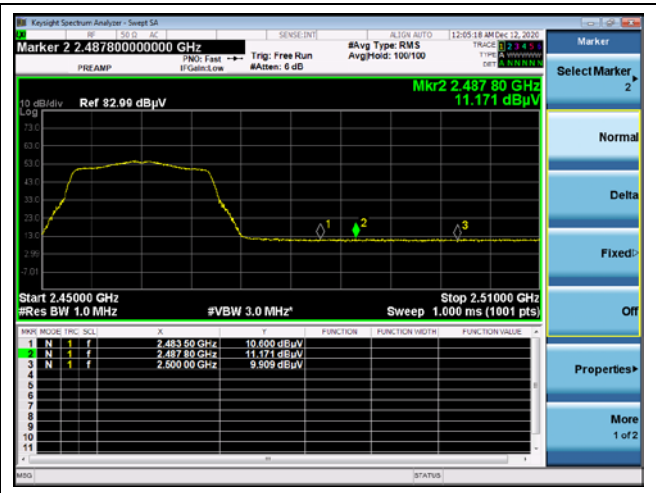 Keysight Spectrum Analyzer - Swept SA
RF 50 Ω AC SENSE:INT ALIGN AUTO 12:05:18 AM Dec 12, 2020
Marker 2 2.487800000000 GHz
PREAMP
PNO: Fast
IFGain:Low
Trig: Free Run
#Atten: 6 dB
#Avg Type: RMS
Avg|Hold: 100/100
TRACE 1 2 3 4 5 6
TYPE A WWWWW
DET A N N N N N
Mkr2 2.487 80 GHz
11.171 dBµV
10 dB/div Ref 82.99 dBµV
Log
73.0
63.0
53.0
43.0
33.0
23.0
13.0
2.99
-7.01
1
2
3
Start 2.45000 GHz Stop 2.51000 GHz
#Res BW 1.0 MHz #VBW 3.0 MHz* Sweep 1.000 ms (1001 pts)
MKR MODE TRC SCL X Y FUNCTION FUNCTION WIDTH FUNCTION VALUE
1 N 1 f 2.483 50 GHz 10.600 dBuV
2 N 1 f 2.487 80 GHz 11.171 dBuV
3 N 1 f 2.500 00 GHz 9.909 dBuV
4
5
6
7
8
9
10
11
MSG STATUS
Marker
Select Marker
2
Normal
Delta
Fixed
Off
Properties
More
1 of 2